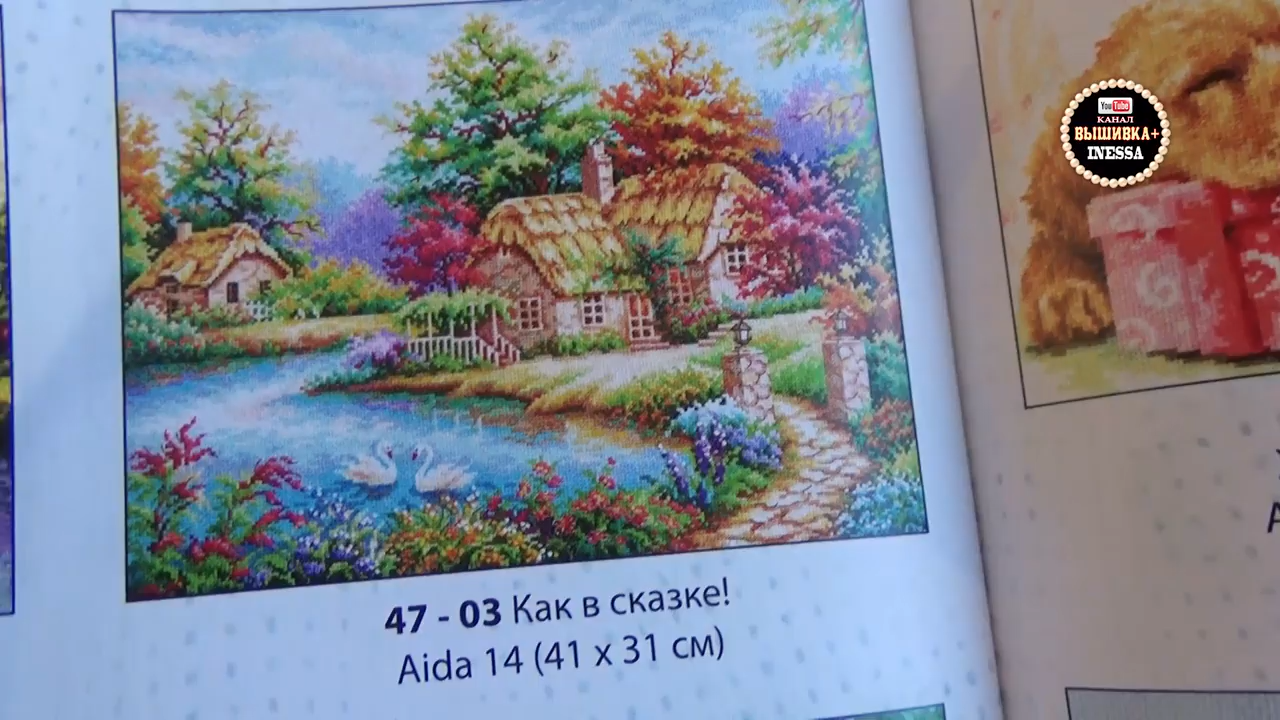 47 - 03 Как в сказке!
Aida 14 (41 x 31 см)
YouTube
КАНАЛ
ВЫШИВКА+
INESSA